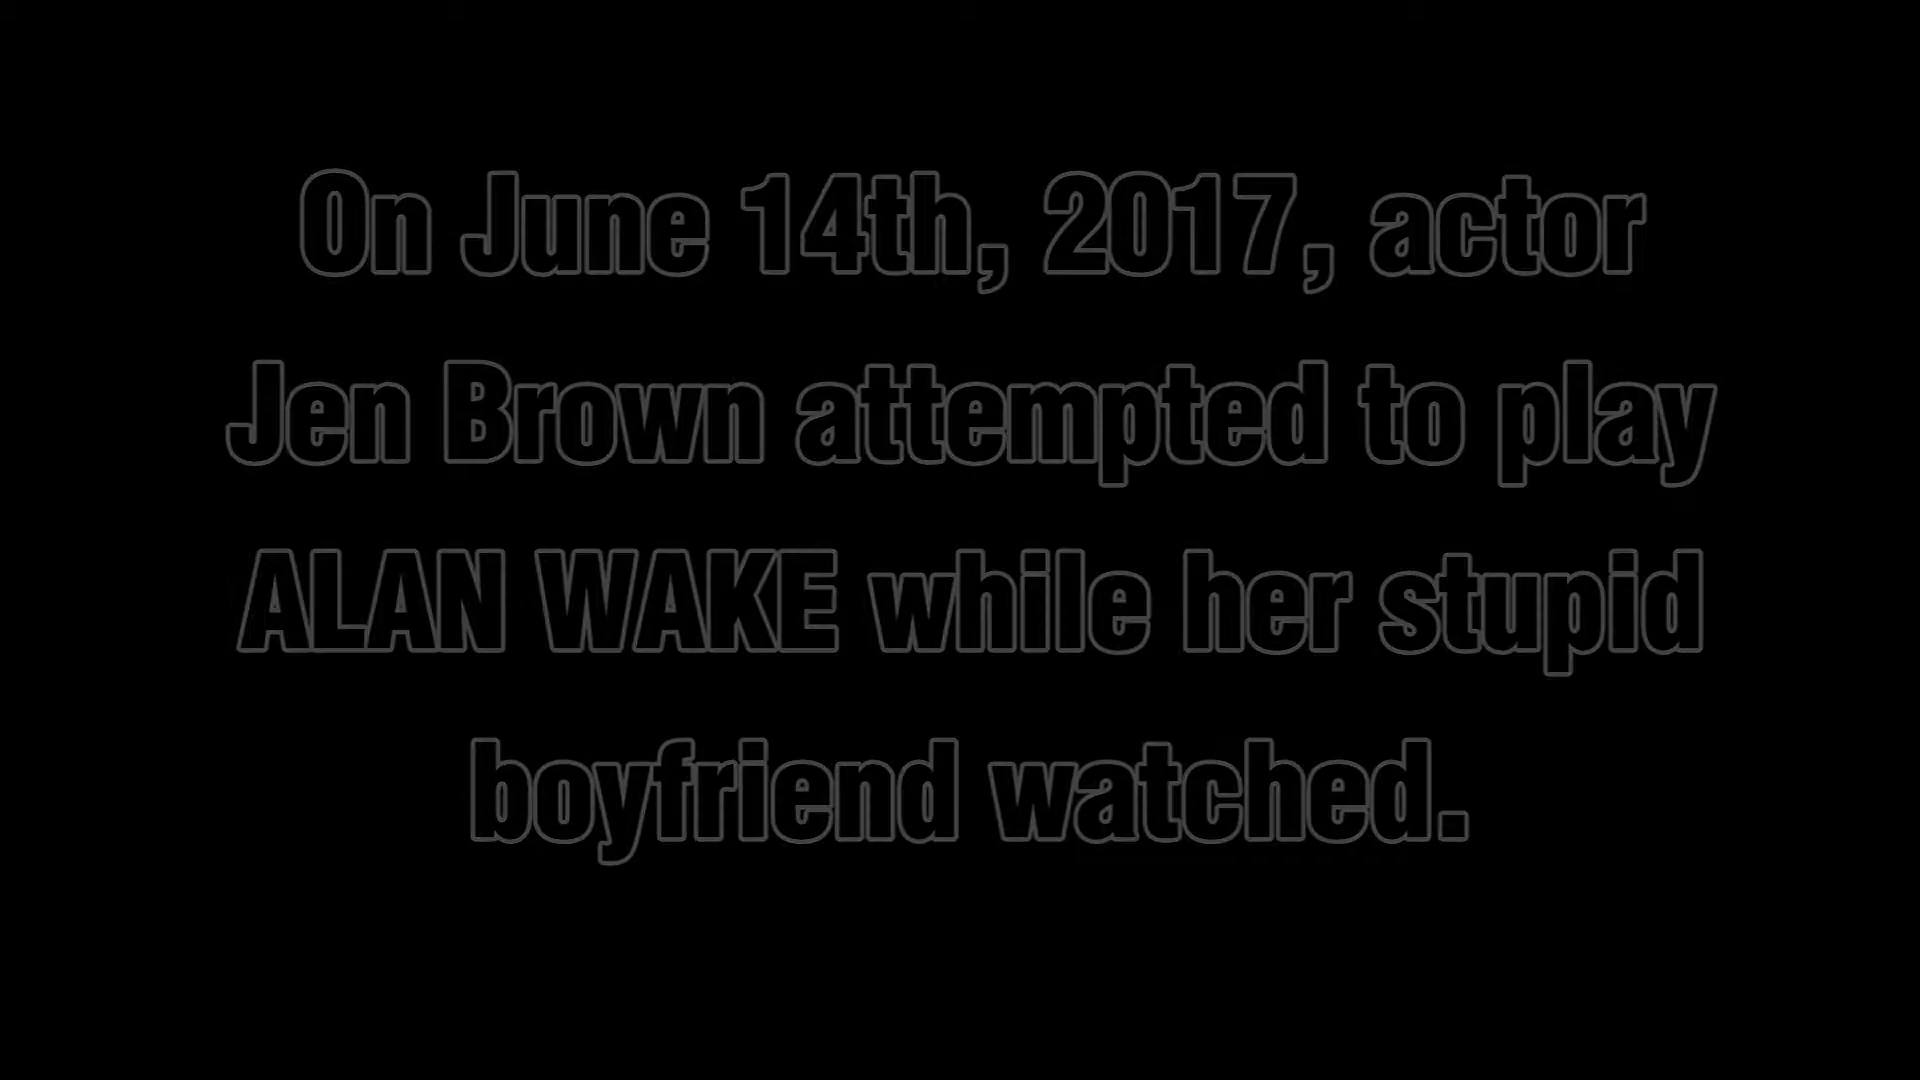 On June 14th, 2017, actor
Jen Brown attempted to play
ALAN WAKE while her stupid
boyfriend watched.